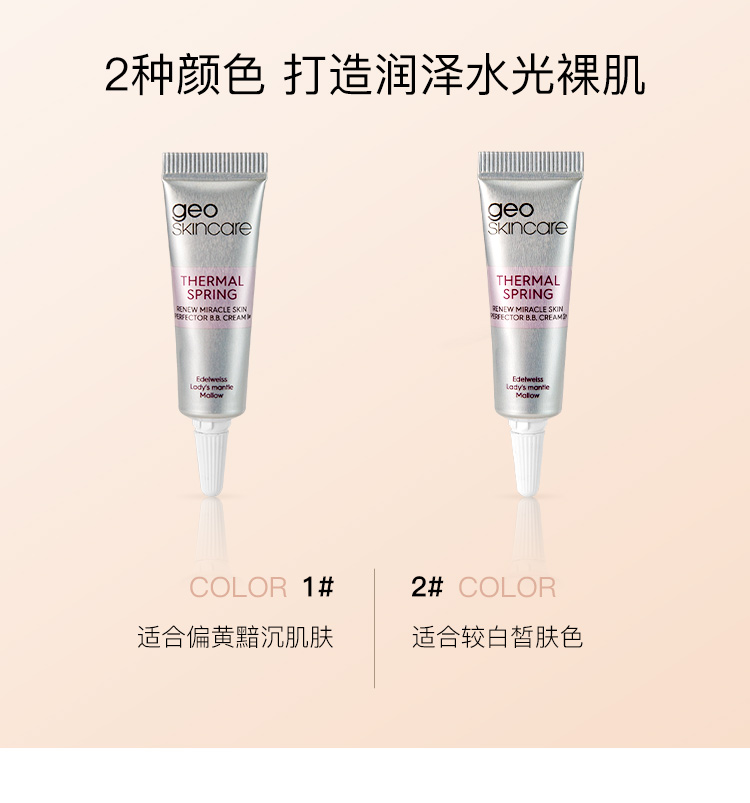 2种颜色 打造润泽水光裸肌
geo
skincare
THERMAL
SPRING
RENEW MIRACLE SKIN
PERFECTOR B.B. CREAM
Edelweiss
Lady's mantle
Mallow
geo
skincare
THERMAL
SPRING
RENEW MIRACLE SKIN
PERFECTOR B.B. CREAM
Edelweiss
Lady's mantle
Mallow
COLOR 1#
适合偏黄黯沉肌肤
2# COLOR
适合较白皙肤色